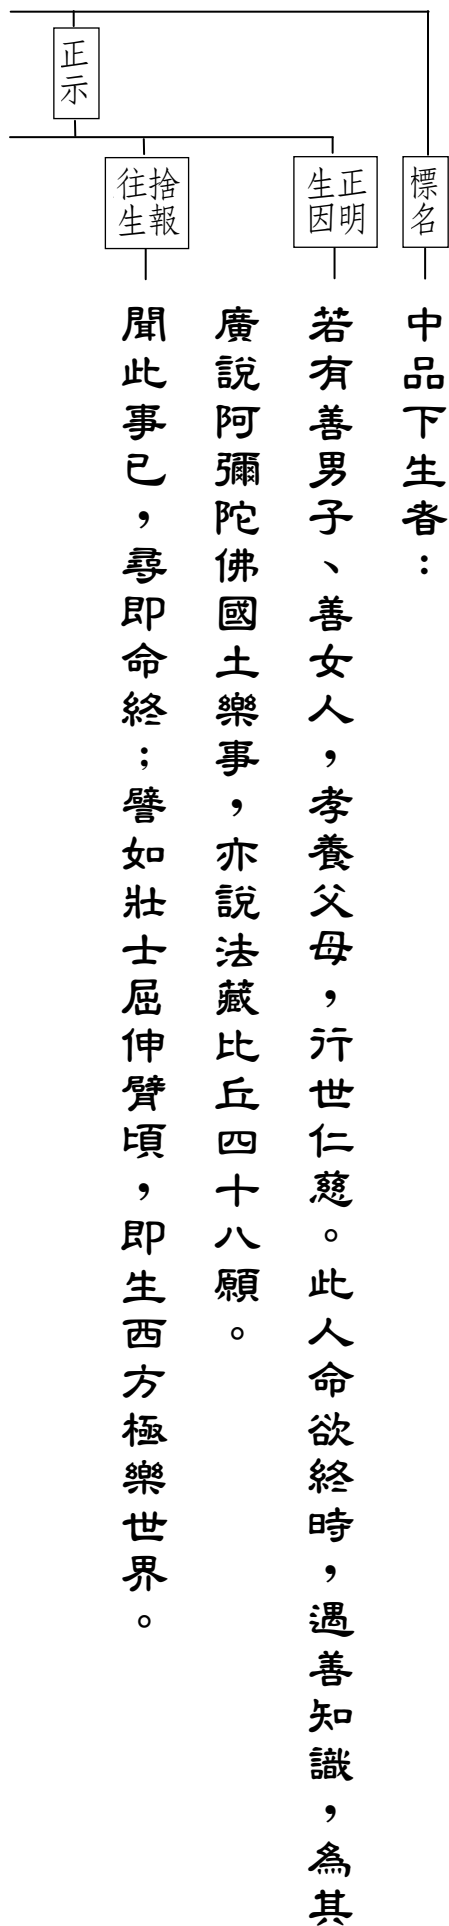 標名
中品下生者：
正示
正明生因
若有善男子、善女人，孝養父母，行世仁慈。此人命欲終時，遇善知識，為其
廣說阿彌陀佛國土樂事，亦說法藏比丘四十八願。
捨報往生
聞此事已，尋即命終；譬如壯士屈伸臂頃，即生西方極樂世界。